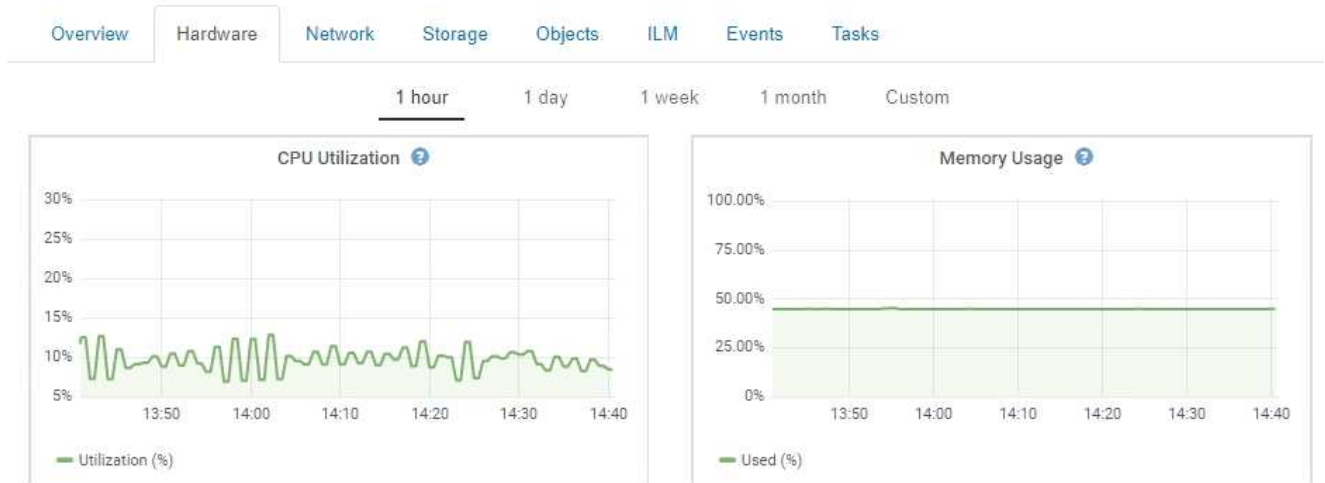 Overview Hardware Network Storage Objects ILM Events Tasks
1 hour 1 day 1 week 1 month Custom
CPU Utilization ?
30%
25%
20%
15%
10%
5%
13:50 14:00 14:10 14:20 14:30 14:40
Utilization (%)
Memory Usage ?
100.00%
75.00%
50.00%
25.00%
0%
13:50 14:00 14:10 14:20 14:30 14:40
Used (%)